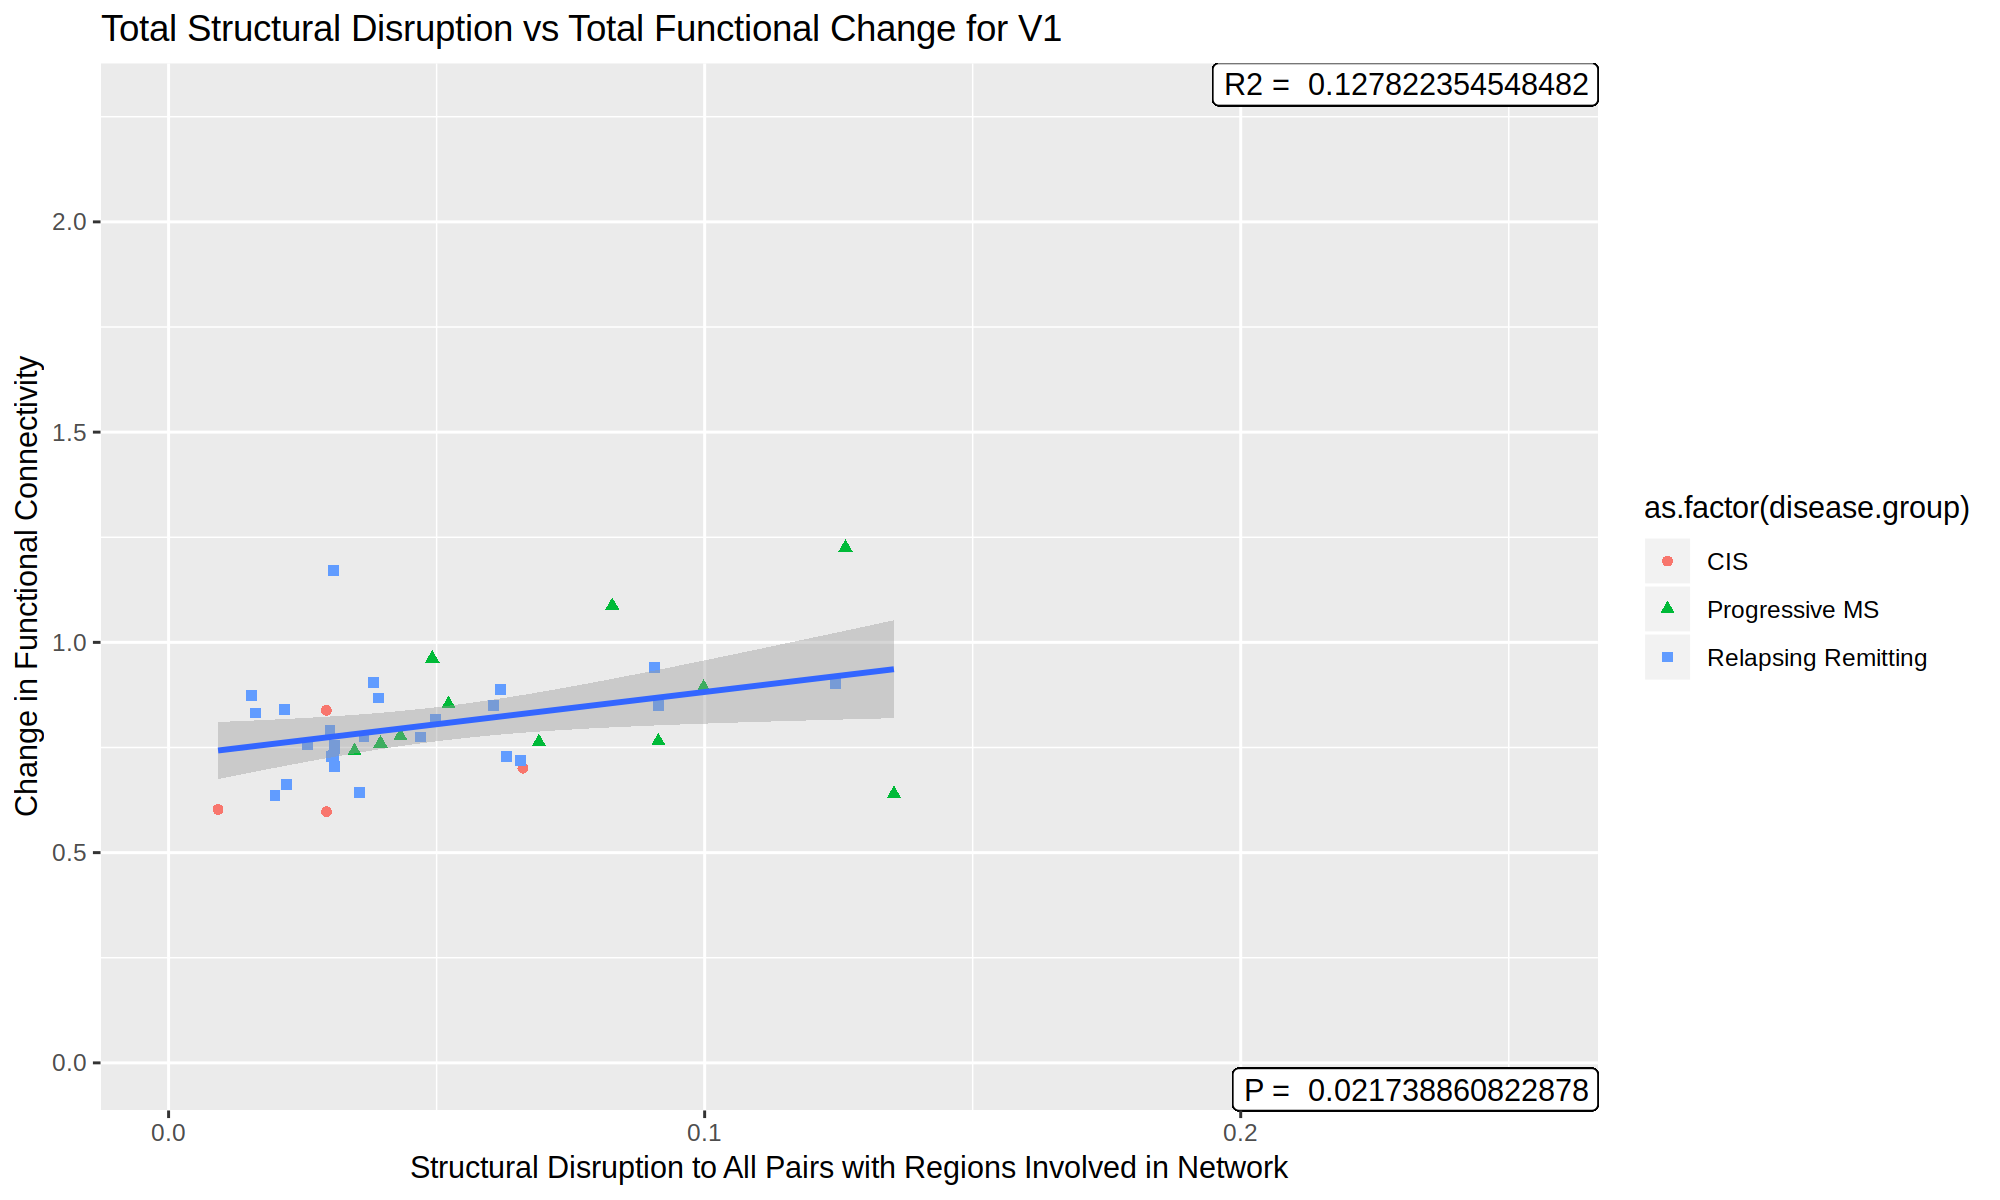 Total Structural Disruption vs Total Functional Change for V1
R2 =  0.127822354548482
2.0
1.5
1.0
0.5
0.0
Change in Functional Connectivity
as.factor(disease.group)
CIS
Progressive MS
Relapsing Remitting
P =  0.021738860822878
0.0
0.1
0.2
Structural Disruption to All Pairs with Regions Involved in Network